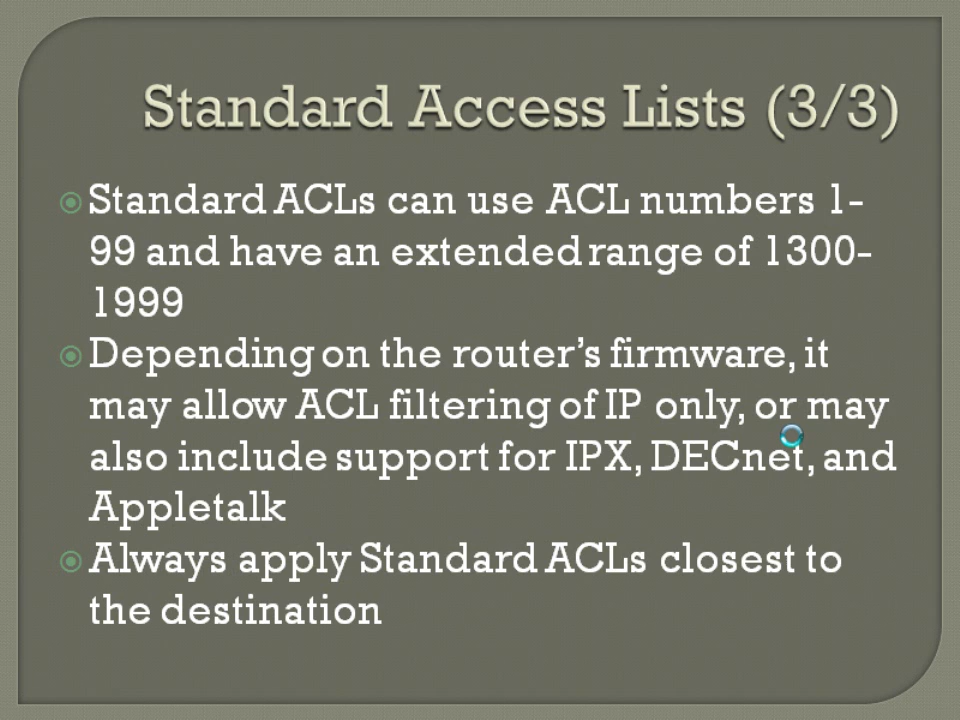 Standard Access Lists (3/3)
Standard ACLs can use ACL numbers 1-
99 and have an extended range of 1300-
1999
Depending on the router's firmware, it
may allow ACL filtering of IP only, or may
also include support for IPX, DECnet, and
Appletalk
Always apply Standard ACLs closest to
the destination